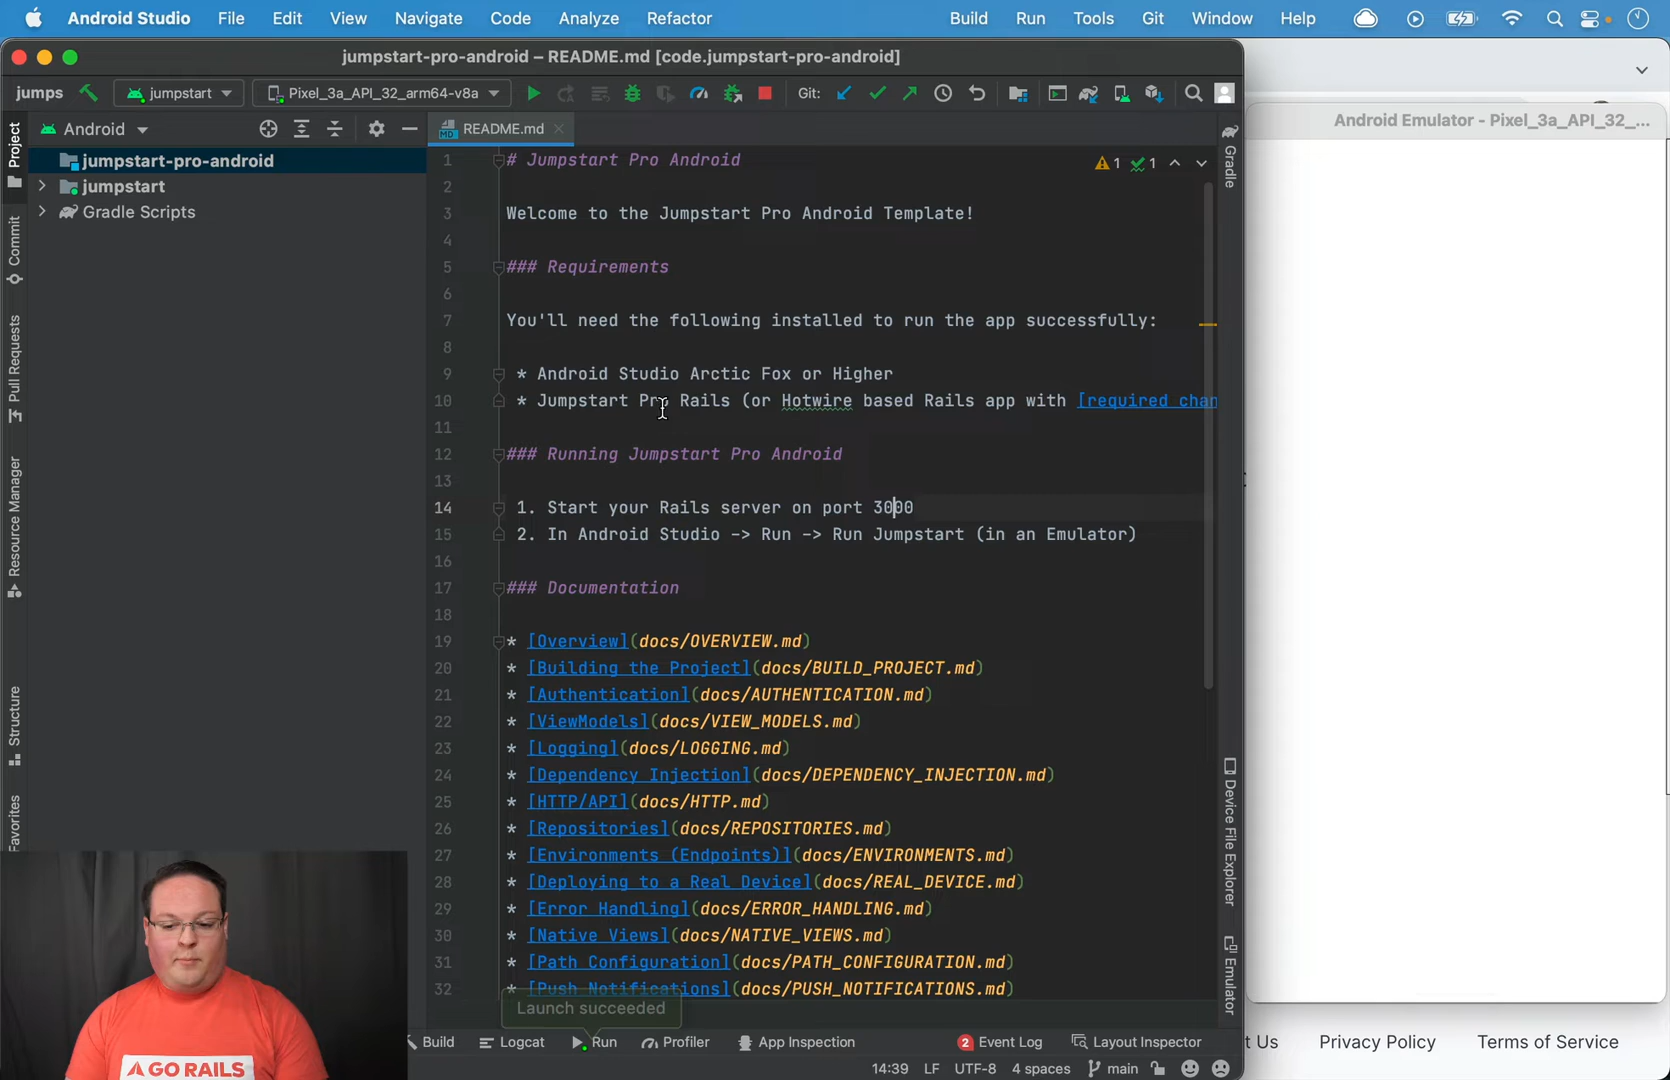 Android Studio File Edit View Navigate Code Analyze Refactor Build Run Tools Git Window Help
jumpstart-pro-android – README.md [code.jumpstart-pro-android]
jumps jumpstart Pixel_3a_API_32_arm64-v8a Git:
Android Emulator - Pixel_3a_API_32_...
Android
README.md
Project
Commit
Pull Requests
Resource Manager
Structure
Favorites
jumpstart-pro-android
jumpstart
Gradle Scripts
1 # Jumpstart Pro Android
1 1
2
3 Welcome to the Jumpstart Pro Android Template!
4
5 ### Requirements
6
7 You'll need the following installed to run the app successfully:
8
9 * Android Studio Arctic Fox or Higher
10 * Jumpstart Pro Rails (or Hotwire based Rails app with [required chan
11
12 ### Running Jumpstart Pro Android
13
14 1. Start your Rails server on port 3000
15 2. In Android Studio -> Run -> Run Jumpstart (in an Emulator)
16
17 ### Documentation
18
19 * [Overview](docs/OVERVIEW.md)
20 * [Building the Project](docs/BUILD_PROJECT.md)
21 * [Authentication](docs/AUTHENTICATION.md)
22 * [ViewModels](docs/VIEW_MODELS.md)
23 * [Logging](docs/LOGGING.md)
24 * [Dependency Injection](docs/DEPENDENCY_INJECTION.md)
25 * [HTTP/API](docs/HTTP.md)
26 * [Repositories](docs/REPOSITORIES.md)
27 * [Environments (Endpoints)](docs/ENVIRONMENTS.md)
28 * [Deploying to a Real Device](docs/REAL_DEVICE.md)
29 * [Error Handling](docs/ERROR_HANDLING.md)
30 * [Native Views](docs/NATIVE_VIEWS.md)
31 * [Path Configuration](docs/PATH_CONFIGURATION.md)
32 * [Push Notifications](docs/PUSH_NOTIFICATIONS.md)
Launch succeeded
Gradle
Device File Explorer
Emulator
Build Logcat Run Profiler App Inspection 2 Event Log Layout Inspector
14:39 LF UTF-8 4 spaces main
t Us Privacy Policy Terms of Service
GO RAILS